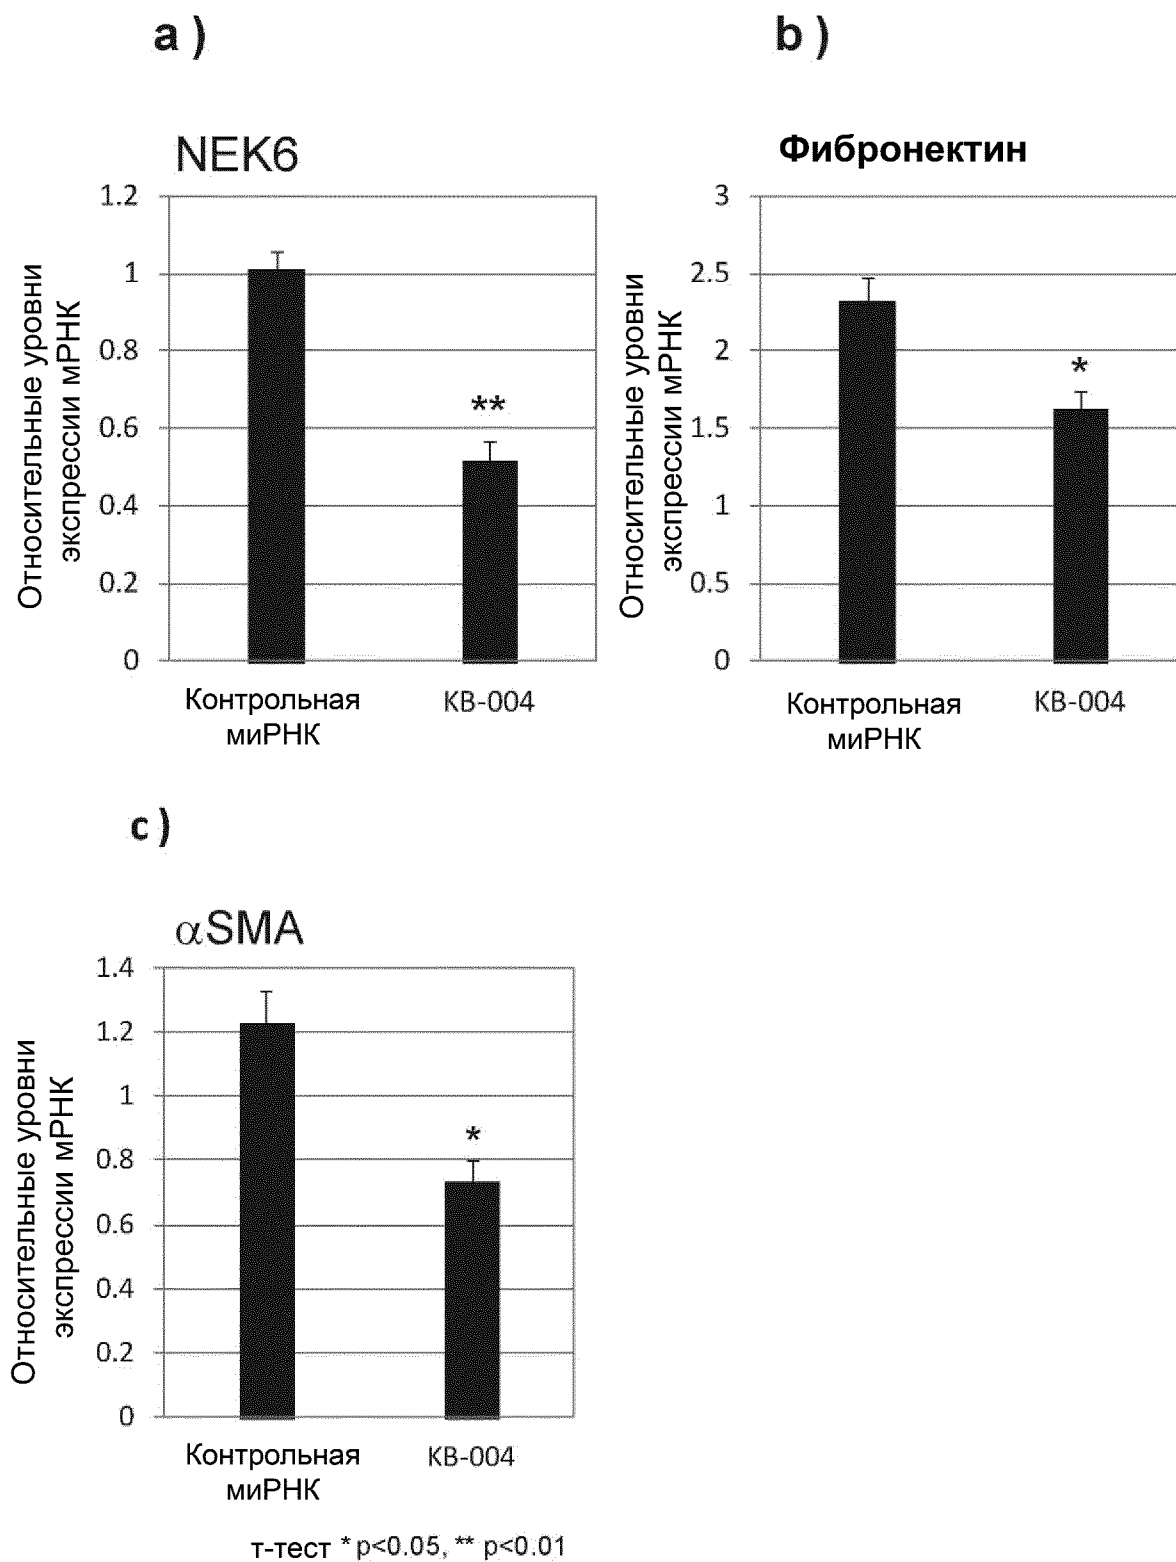 a )
NEK6
1.2
1
0.8
0.6
0.4
0.2
0
Относительные уровни
экспрессии мРНК
**
Контрольная
миРНК
KB-004
b )
Фибронектин
3
2.5
2
1.5
1
0.5
0
Относительные уровни
экспрессии мРНК
*
Контрольная
миРНК
KB-004
c )
αSMA
1.4
1.2
1
0.8
0.6
0.4
0.2
0
Относительные уровни
экспрессии мРНК
*
Контрольная
миРНК
KB-004
т-тест * p<0.05, ** p<0.01